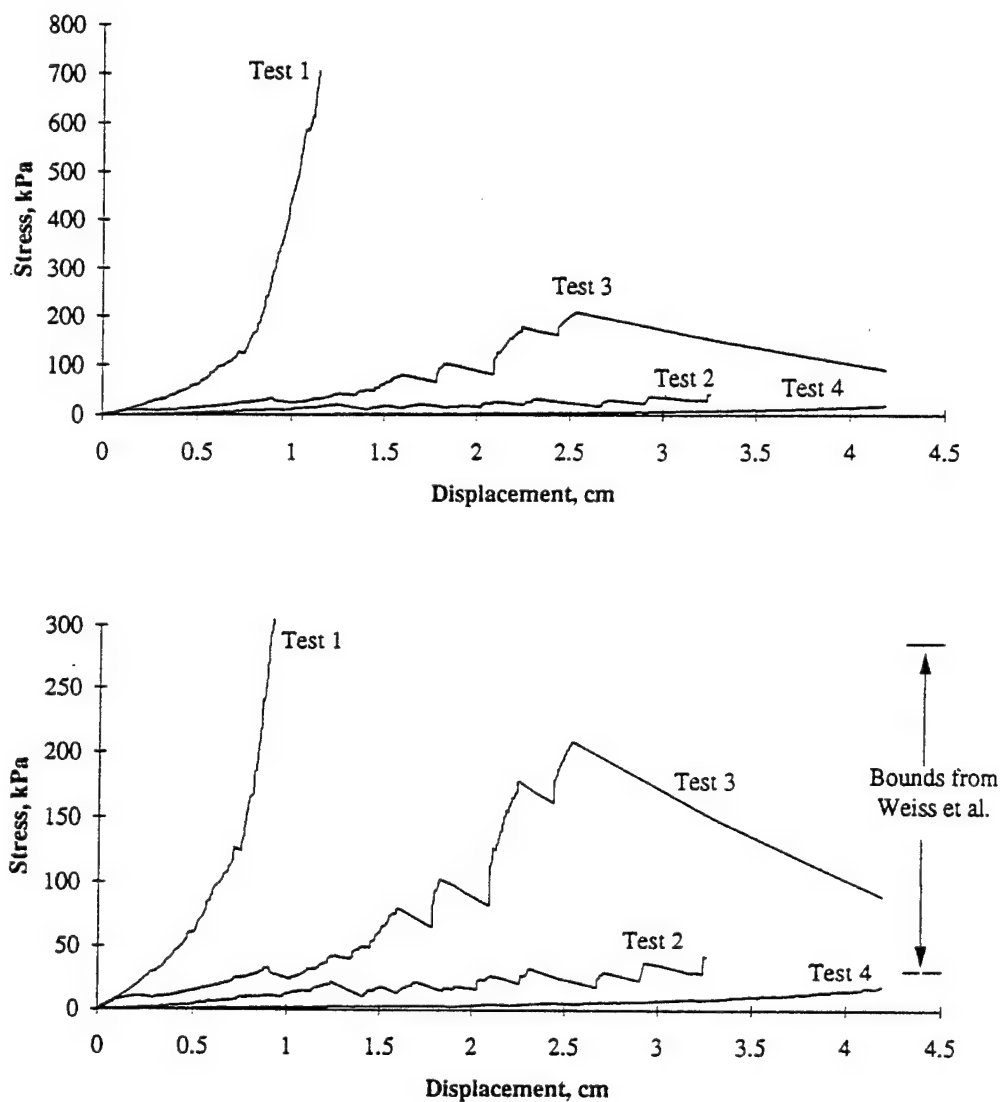 800
700
600
500
400
300
200
100
0
Stress, kPa
Test 1
Test 3
Test 2
Test 4
0 0.5 1 1.5 2 2.5 3 3.5 4 4.5
Displacement, cm
300
250
200
150
100
50
0
Stress, kPa
Test 1
Test 3
Bounds from
Weiss et al.
Test 2
Test 4
0 0.5 1 1.5 2 2.5 3 3.5 4 4.5
Displacement, cm